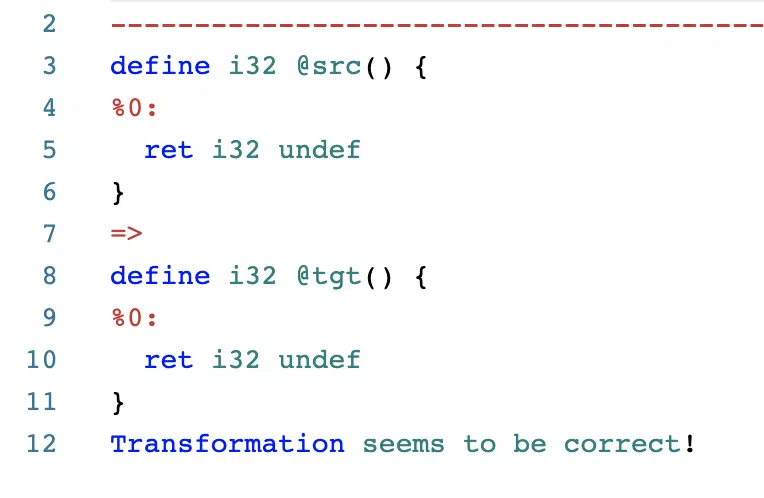 2 ---------------------------------------
3 define i32 @src() {
4 %0:
5 ret i32 undef
6 }
7 =>
8 define i32 @tgt() {
9 %0:
10 ret i32 undef
11 }
12 Transformation seems to be correct!